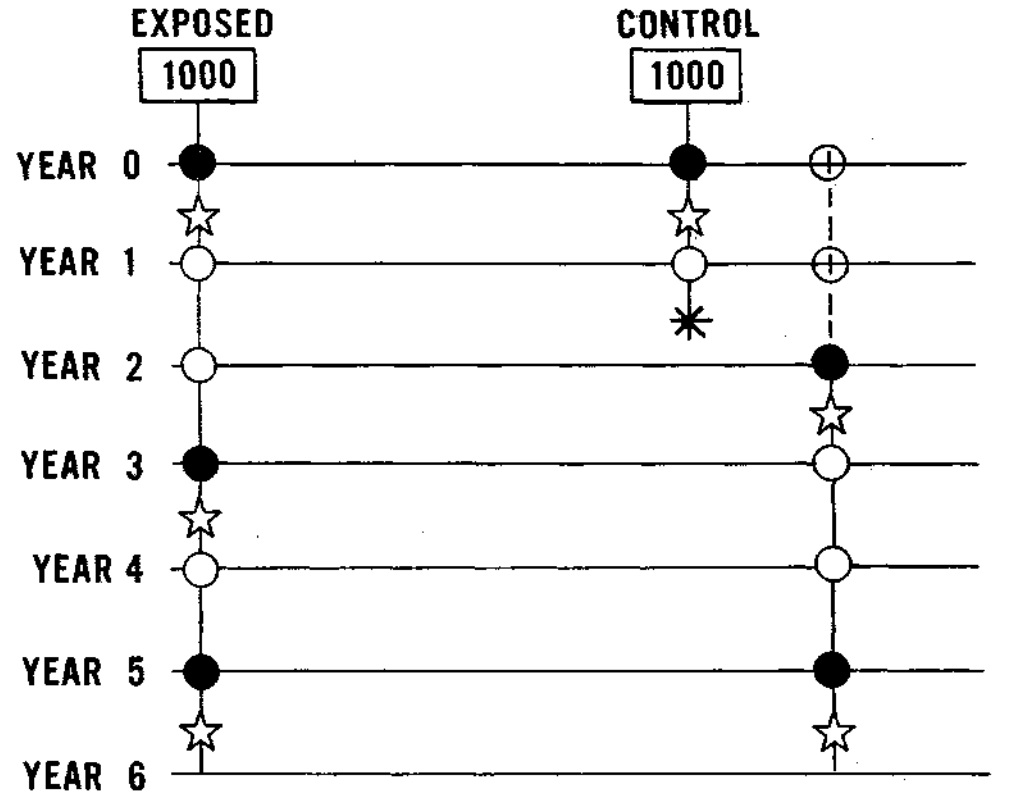 EXPOSED CONTROL
1000 1000
YEAR 0
YEAR 1
YEAR 2
YEAR 3
YEAR 4
YEAR 5
YEAR 6